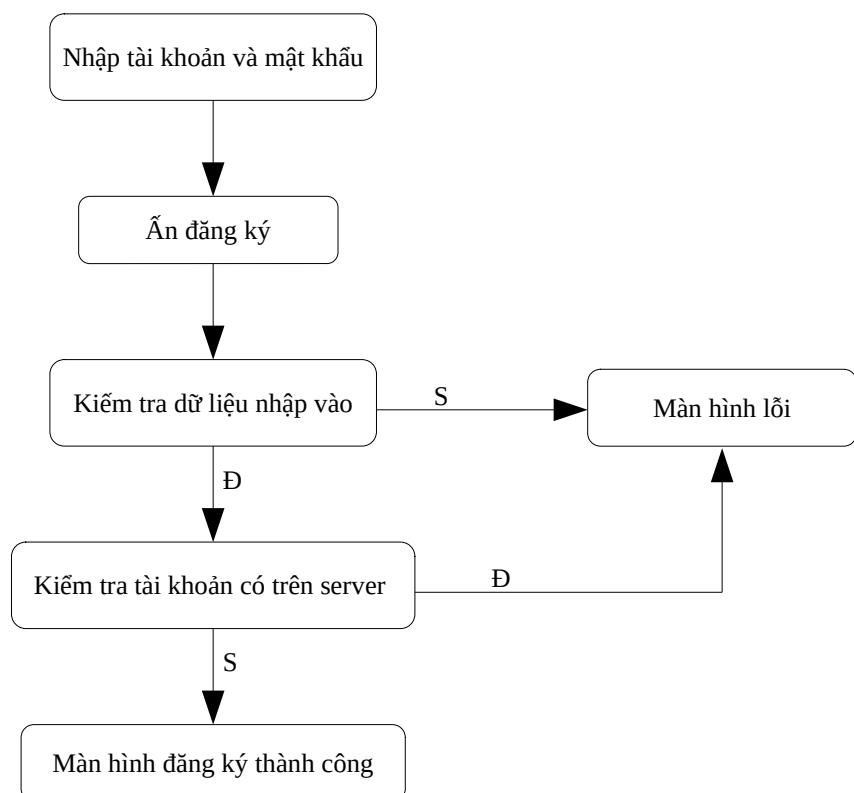 Nhập tài khoản và mật khẩu
Ấn đăng ký
Kiếm tra dữ liệu nhập vào
S
Màn hình lỗi
Đ
Kiểm tra tài khoản có trên server
Đ
S
Màn hình đăng ký thành công